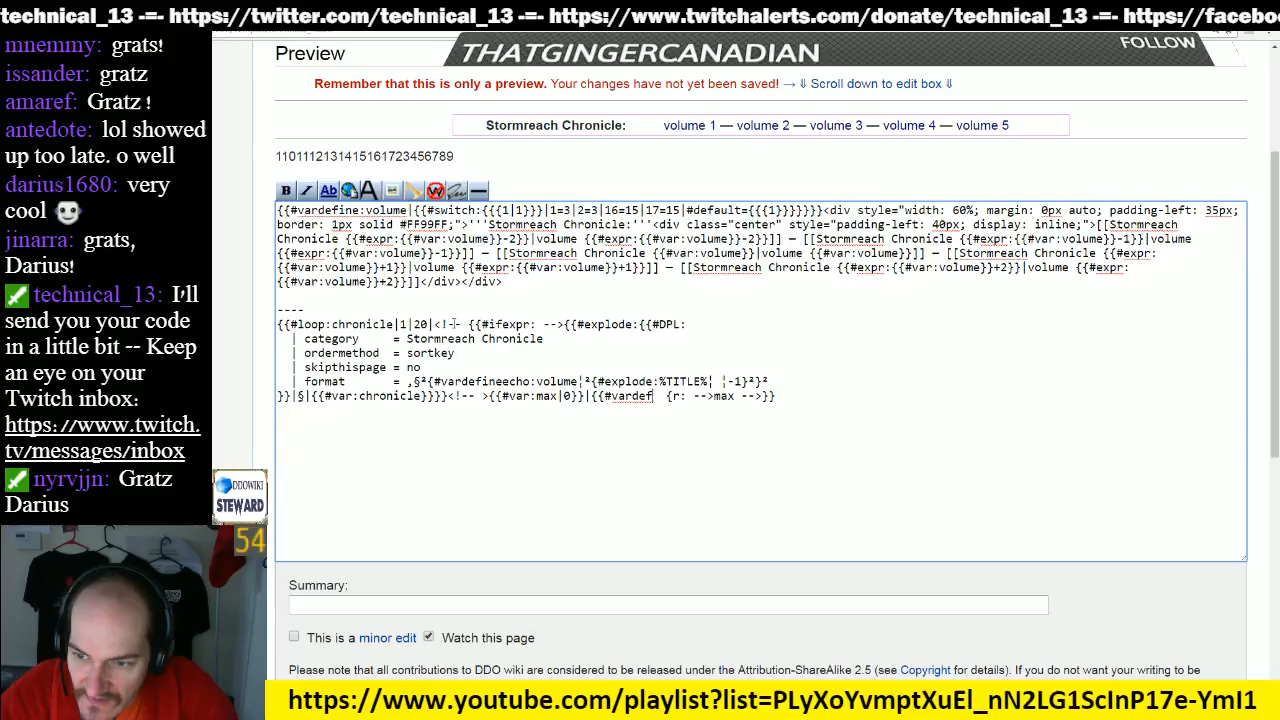 technical_13 -=- https://twitter.com/technical_13 -=- https://www.twitchalerts.com/donate/technical_13 -=- https://facebo
mnemmy: grats!
issander: gratz
amaref: Gratz !
antedote: lol showed
up too late. o well
darius1680: very
cool
jinarra: grats,
Darius!
technical_13: I'll
send you your code
in a little bit -- Keep
an eye on your
Twitch inbox:
https://www.twitch.
tv/messages/inbox
nyrvjjn: Gratz
Darius
DDOWIKI
STEWARD
54
Preview
THATGINGERCANADIAN
FOLLOW
Remember that this is only a preview. Your changes have not yet been saved! → ⇓ Scroll down to edit box ⇓
Stormreach Chronicle: volume 1 — volume 2 — volume 3 — volume 4 — volume 5
1101112131415161723456789
{{#vardefine:volume|{{#switch:{{{1|1}}}|1=3|2=3|16=15|17=15|#default={{{1}}}}}}}<div style="width: 60%; margin: 0px auto; padding-left: 35px;
border: 1px solid #FF99FF;">'''Stormreach Chronicle:'''<div class="center" style="padding-left: 40px; display: inline;">[[Stormreach
Chronicle {{#expr:{{#var:volume}}-2}}|volume {{#expr:{{#var:volume}}-2}}]] — [[Stormreach Chronicle {{#expr:{{#var:volume}}-1}}|volume
{{#expr:{{#var:volume}}-1}}]] — [[Stormreach Chronicle {{#var:volume}}|volume {{#var:volume}}]] — [[Stormreach Chronicle {{#expr:
{{#var:volume}}+1}}|volume {{#expr:{{#var:volume}}+1}}]] — [[Stormreach Chronicle {{#expr:{{#var:volume}}+2}}|volume {{#expr:
{{#var:volume}}+2}}]]</div></div>
----
{{#loop:chronicle|1|20|<!-- {{#ifexpr: -->{{#explode:{{#DPL:
| category = Stormreach Chronicle
| ordermethod = sortkey
| skipthispage = no
| format = ,§²{#vardefineecho:volume¦²{#explode:%TITLE%¦ ¦-1}²}²
}}|§|{{#var:chronicle}}}}<!-- >{{#var:max|0}}|{{#vardef {r: -->max -->}}
Summary:
This is a minor edit Watch this page
Please note that all contributions to DDO wiki are considered to be released under the Attribution-ShareAlike 2.5 (see Copyright for details). If you do not want your writing to be
https://www.youtube.com/playlist?list=PLyXoYvmptXuEl_nN2LG1ScInP17e-YmI1